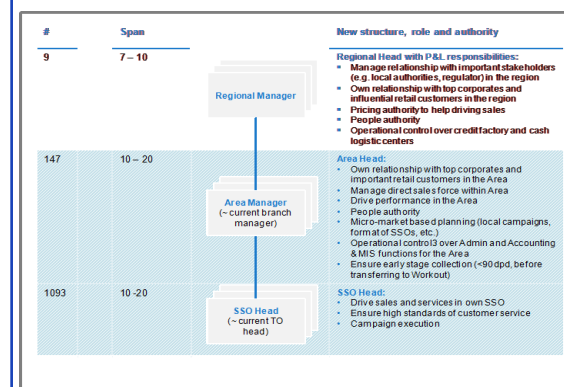 # Span New structure, role and authority
9 7 – 10 Regional Head with P&L responsibilities:
Manage relationship with important stakeholders
(e.g. local authorities, regulator) in the region
Own relationship with top corporates and
influential retail customers in the region
Pricing authority to help driving sales
People authority
Operational control over credit factory and cash
logistic centers
Regional Manager
147 10 – 20 Area Head:
Own relationship with top corporates and
important retail customers in the Area
Manage direct sales force within Area
Drive performance in the Area
People authority
Micro-market based planning (local campaigns,
format of SSOs, etc.)
Operational control3 over Admin and Accounting
& MIS functions for the Area
Ensure early stage collection (<90dpd, before
transferring to Workout)
Area Manager
(~ current branch
manager)
1093 10 -20 SSO Head:
Drive sales and services in own SSO
Ensure high standards of customer service
Campaign execution
SSO Head
(~ current TO
head)